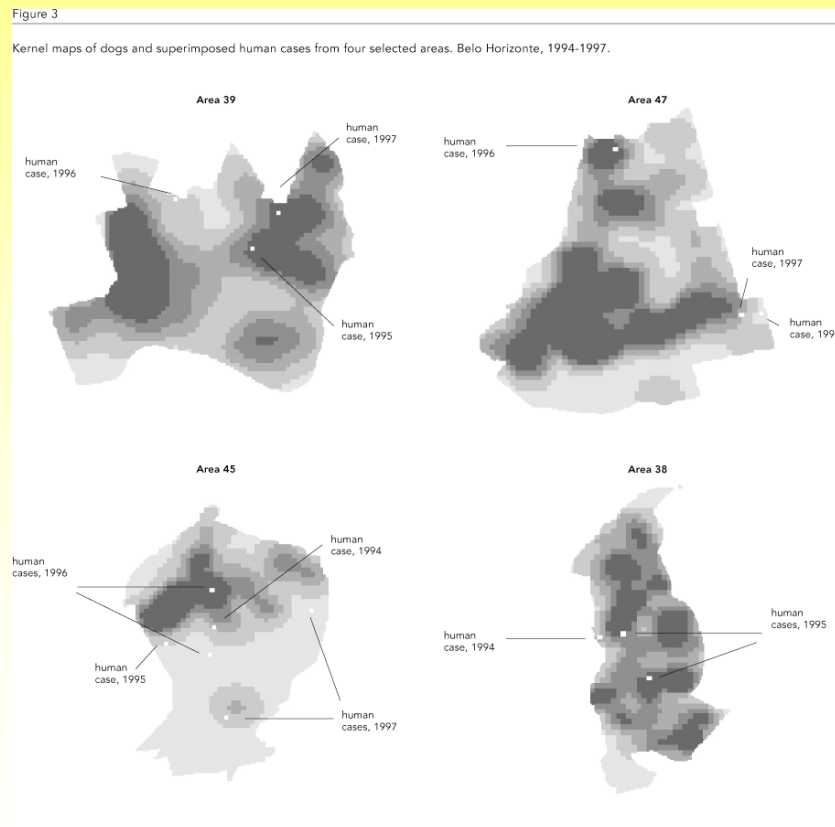 Figure 3
Kernel maps of dogs and superimposed human cases from four selected areas. Belo Horizonte, 1994-1997.
Area 39
human
case, 1997
human
case, 1996
human
case, 1995
Area 47
human
case, 1996
human
case, 1997
human
case, 199
Area 45
human
case, 1994
human
cases, 1996
human
case, 1995
human
cases, 1997
Area 38
human
cases, 1995
human
case, 1994